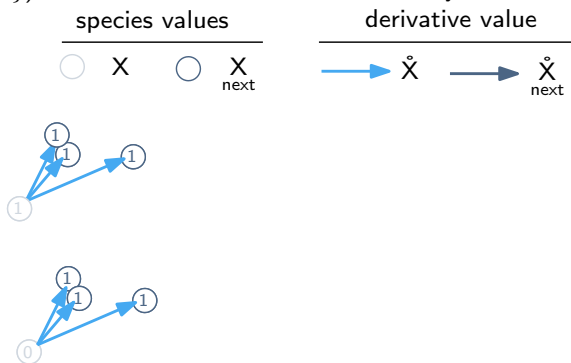 species values
derivative value
X
X
next
X̊
X̊
next
1
1
1
1
1
1
1
0